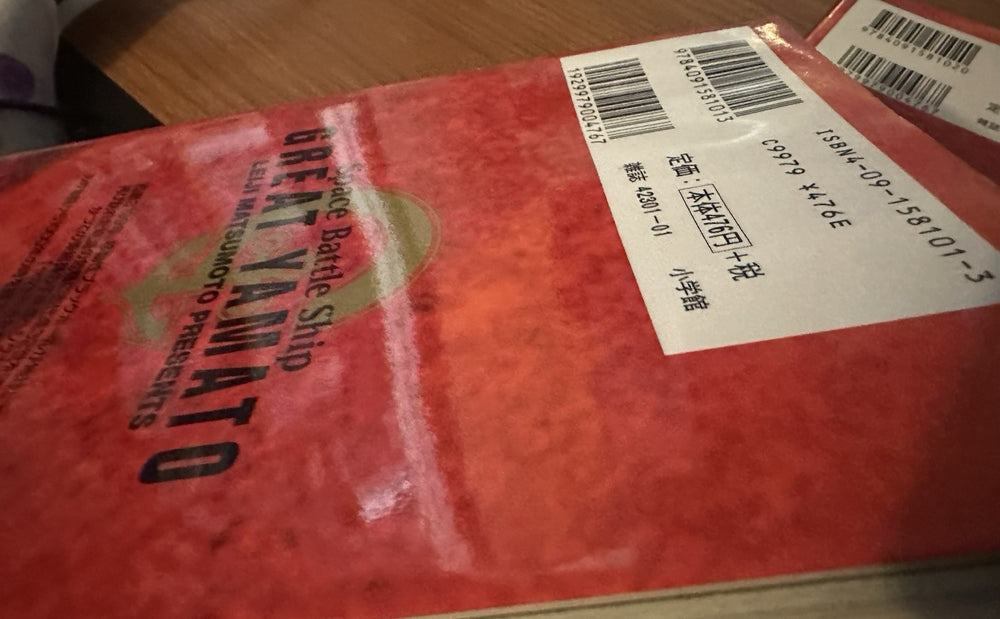 9784091581013
1929979004767
ISBN4-09-158101-3
C9979 ¥476E
定価：本体476円＋税
雑誌 42301-01
小学館
Space Battle Ship
GREAT YAMATO
LEIJI MATSUMOTO PRESENTS
9784091581020